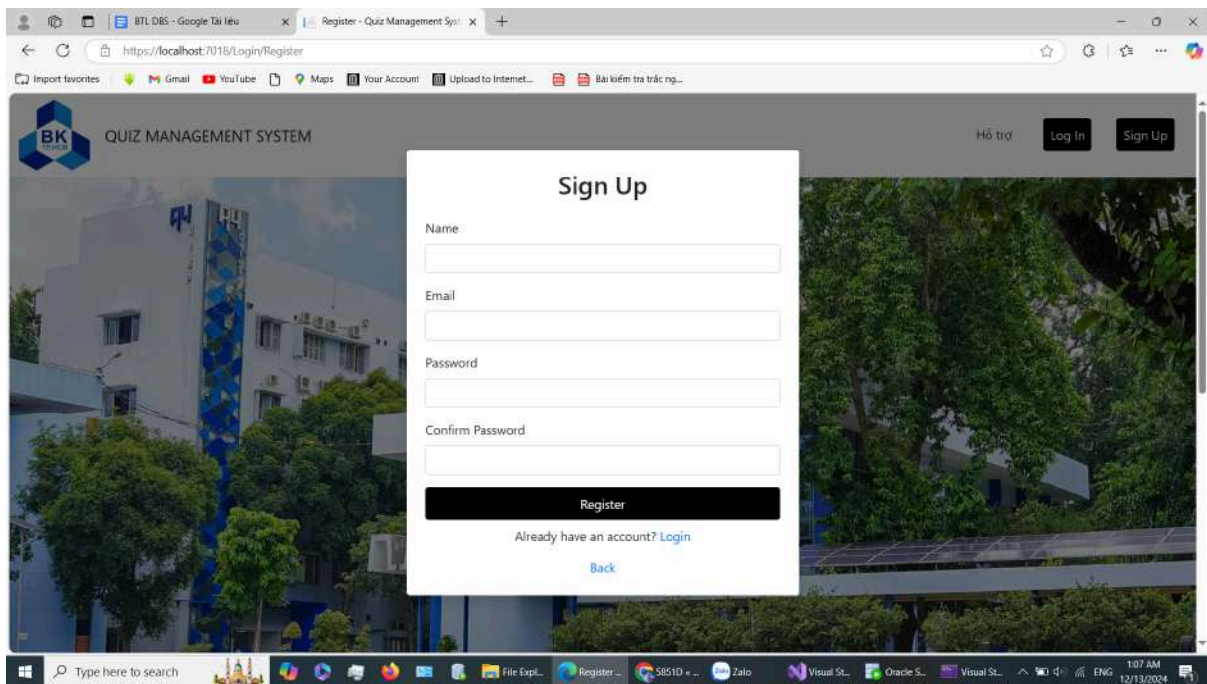 BTL DBS - Google Tài liệu
Register - Quiz Management Syst
https://localhost:7018/Login/Register
Import favorites
Gmail
YouTube
Maps
Your Account
Upload to Internet...
Bài kiểm tra trắc ng...
BK
TP.HCM
QUIZ MANAGEMENT SYSTEM
Hỗ trợ
Log In
Sign Up
Sign Up
Name
Email
Password
Confirm Password
Register
Already have an account? Login
Back
Type here to search
File Expl...
Register ...
5851D « ...
Zalo
Visual St...
Oracle S...
Visual St...
ENG
1:07 AM
12/13/2024